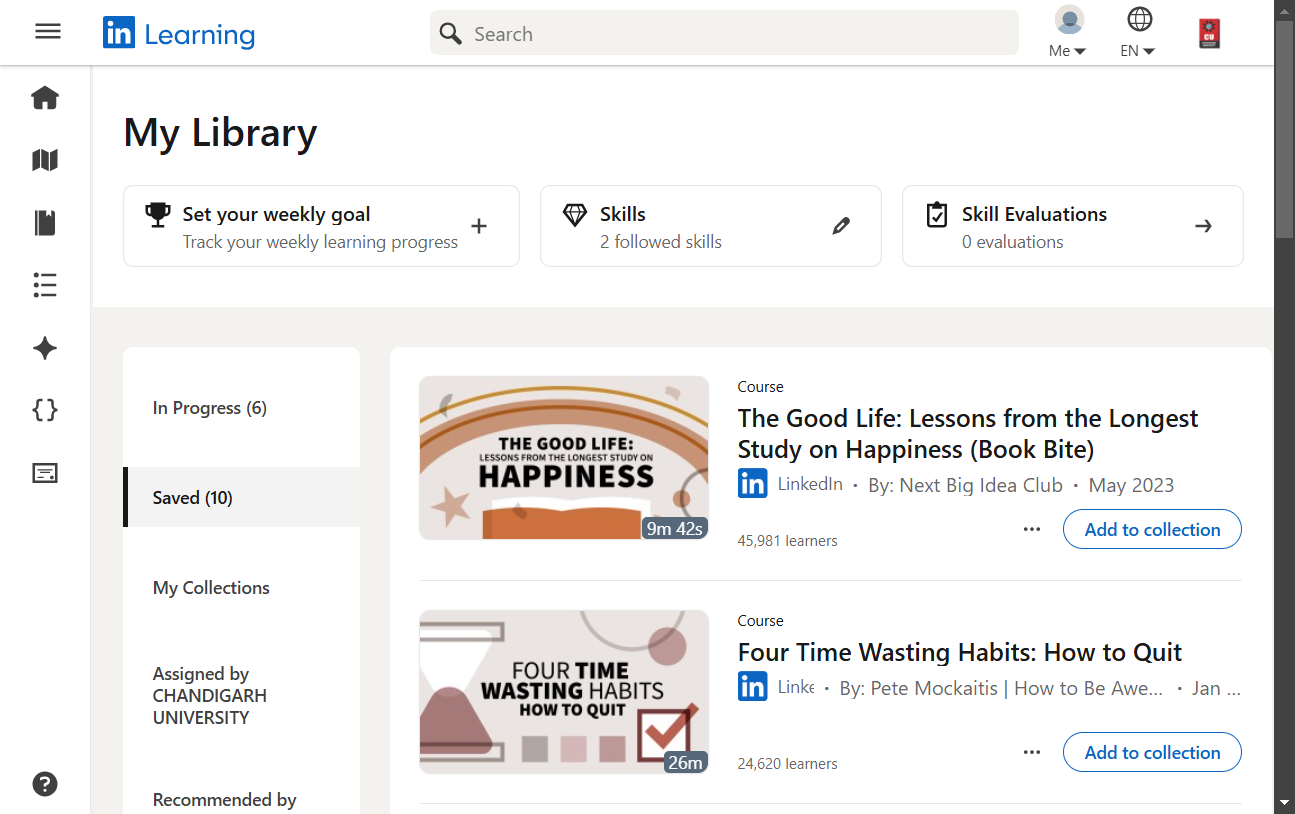 in Learning
Search
Me
EN
CU
My Library
Set your weekly goal
Track your weekly learning progress
Skills
2 followed skills
Skill Evaluations
0 evaluations
In Progress (6)
Saved (10)
My Collections
Assigned by
CHANDIGARH
UNIVERSITY
Recommended by
THE GOOD LIFE:
LESSONS FROM THE LONGEST STUDY ON
HAPPINESS
9m 42s
Course
The Good Life: Lessons from the Longest
Study on Happiness (Book Bite)
in LinkedIn · By: Next Big Idea Club · May 2023
45,981 learners
Add to collection
FOUR TIME
WASTING HABITS
HOW TO QUIT
26m
Course
Four Time Wasting Habits: How to Quit
in Linke · By: Pete Mockaitis | How to Be Awe... · Jan ...
24,620 learners
Add to collection